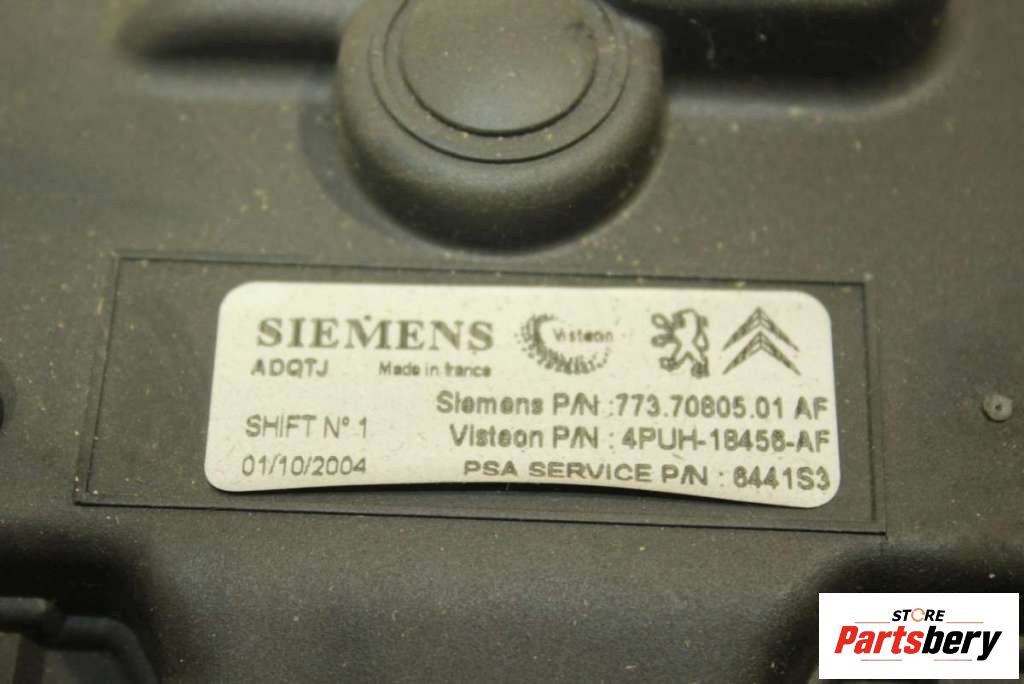 SIEMENS
Visteon
ADQTJ
Made in france
Siemens P/N :773.70805.01 AF
SHIFT N° 1
Visteon P/N : 4PUH-18456-AF
01/10/2004
PSA SERVICE P/N : 6441S3
STORE
Partsbery